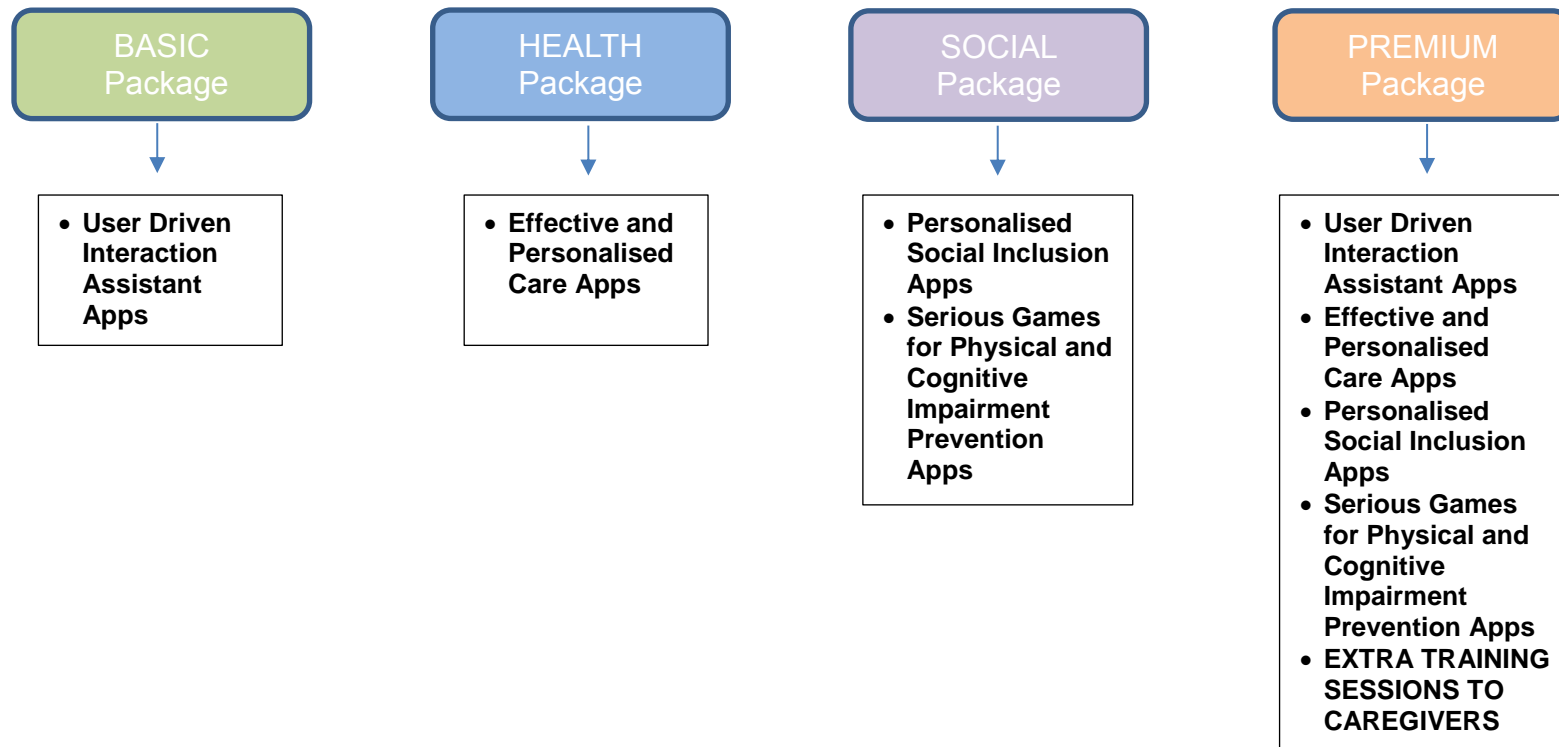 BASIC
Package
HEALTH
Package
SOCIAL
Package
PREMIUM
Package
• User Driven
Interaction
Assistant
Apps
• Effective and
Personalised
Care Apps
• Personalised
Social Inclusion
Apps
• Serious Games
for Physical and
Cognitive
Impairment
Prevention
Apps
• User Driven
Interaction
Assistant Apps
• Effective and
Personalised
Care Apps
• Personalised
Social Inclusion
Apps
• Serious Games
for Physical and
Cognitive
Impairment
Prevention Apps
• EXTRA TRAINING
SESSIONS TO
CAREGIVERS